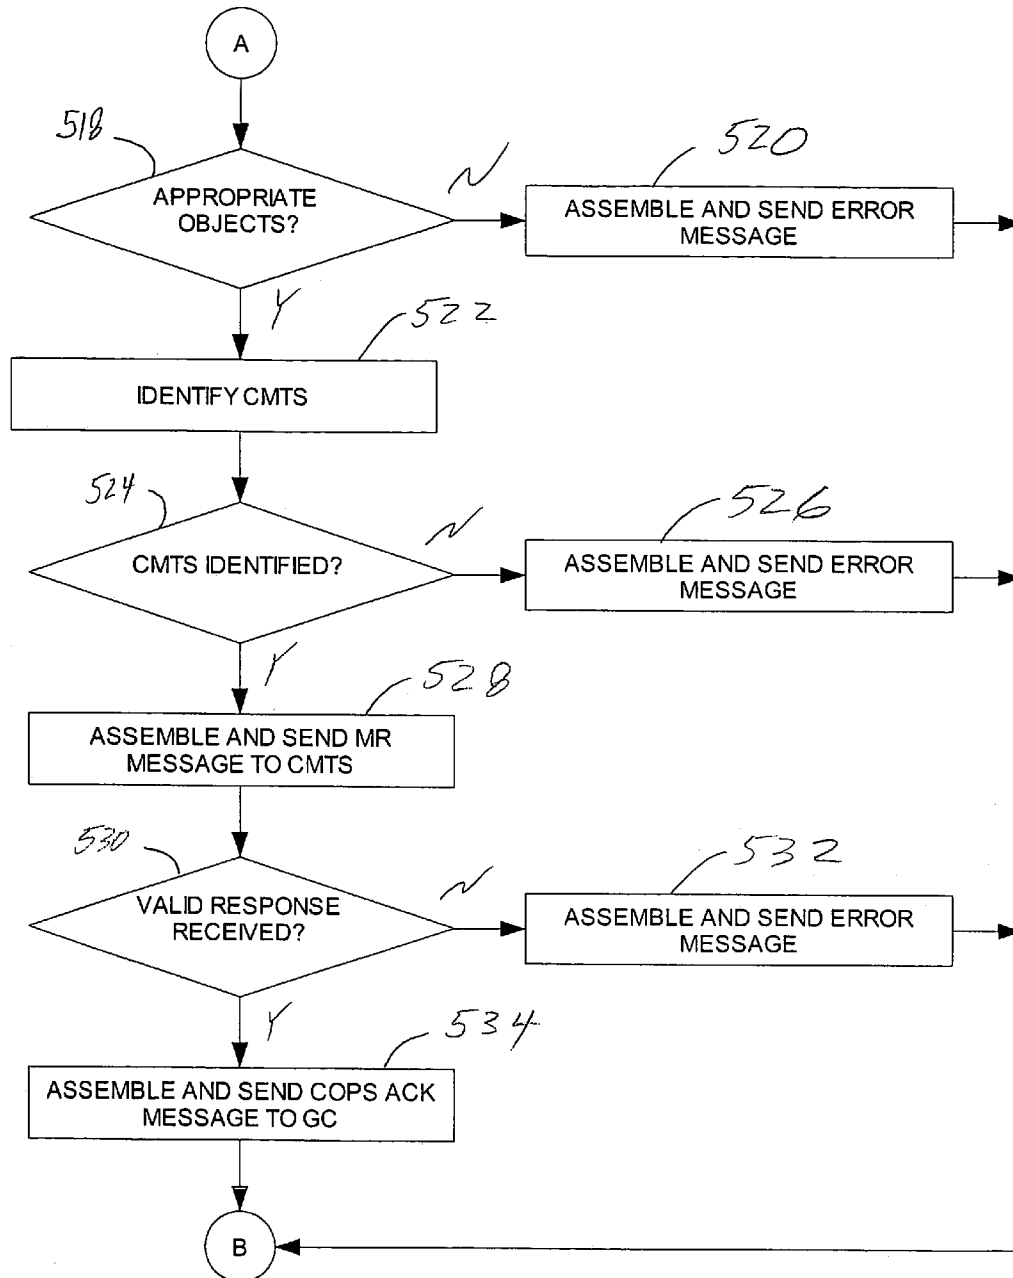 A
518
APPROPRIATE
OBJECTS?
N
520
ASSEMBLE AND SEND ERROR
MESSAGE
Y
522
IDENTIFY CMTS
524
CMTS IDENTIFIED?
N
526
ASSEMBLE AND SEND ERROR
MESSAGE
Y
528
ASSEMBLE AND SEND MR
MESSAGE TO CMTS
530
VALID RESPONSE
RECEIVED?
N
532
ASSEMBLE AND SEND ERROR
MESSAGE
Y
534
ASSEMBLE AND SEND COPS ACK
MESSAGE TO GC
B